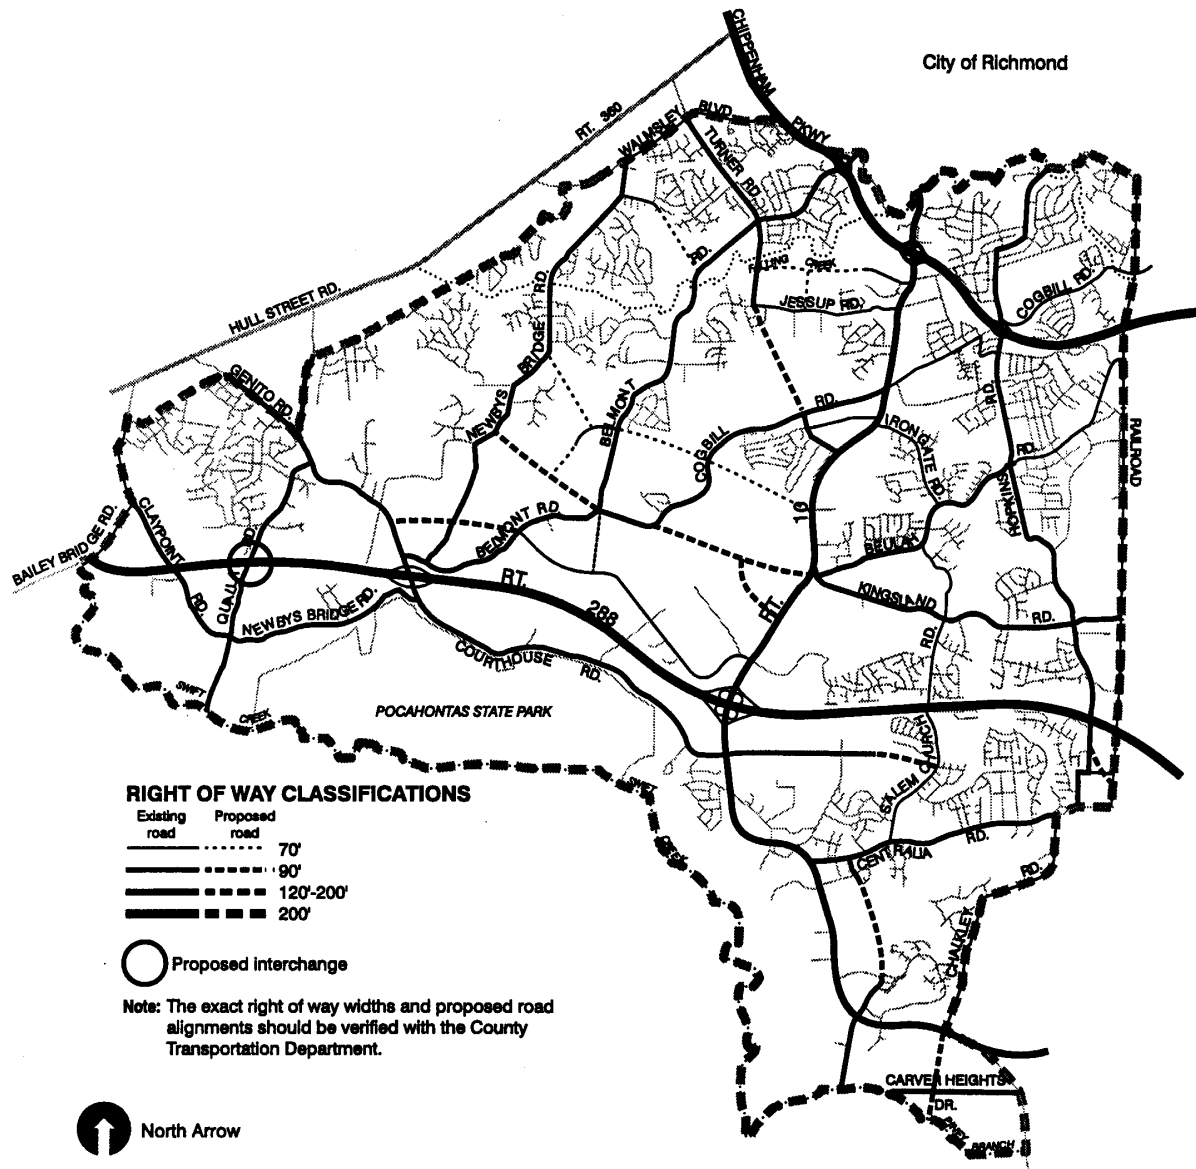 City of Richmond
CHIPPENHAM
PKWY
RT. 360
WALMSLEY
BLVD.
TURNER RD.
HULL STREET RD.
GENITO RD.
NEWBYS
BRIDGE
RD.
BELMONT
RD.
FALLING
CREEK
JESSUP RD.
COGBILL RD.
COGBILL
RD.
IRONGATE RD.
RD.
RD.
HOPKINS
RAILROAD
BAILEY BRIDGE RD.
CLAYPOINT
RD.
QUALLA
RD.
NEWBYS BRIDGE RD.
BELMONT RD.
10
RT.
BEULAH
KINGSLAND
RD.
RD.
RT.
288
COURTHOUSE
RD.
SWIFT
CREEK
POCAHONTAS STATE PARK
SALEM
CHURCH
SWIFT
CREEK
CENTRALIA
RD.
RD.
CHALKLEY
CARVER HEIGHTS
DR.
PINEY
BRANCH
RIGHT OF WAY CLASSIFICATIONS
Existing road
Proposed road
70'
90'
120'-200'
200'
Proposed interchange
Note: The exact right of way widths and proposed road
alignments should be verified with the County
Transportation Department.
North Arrow